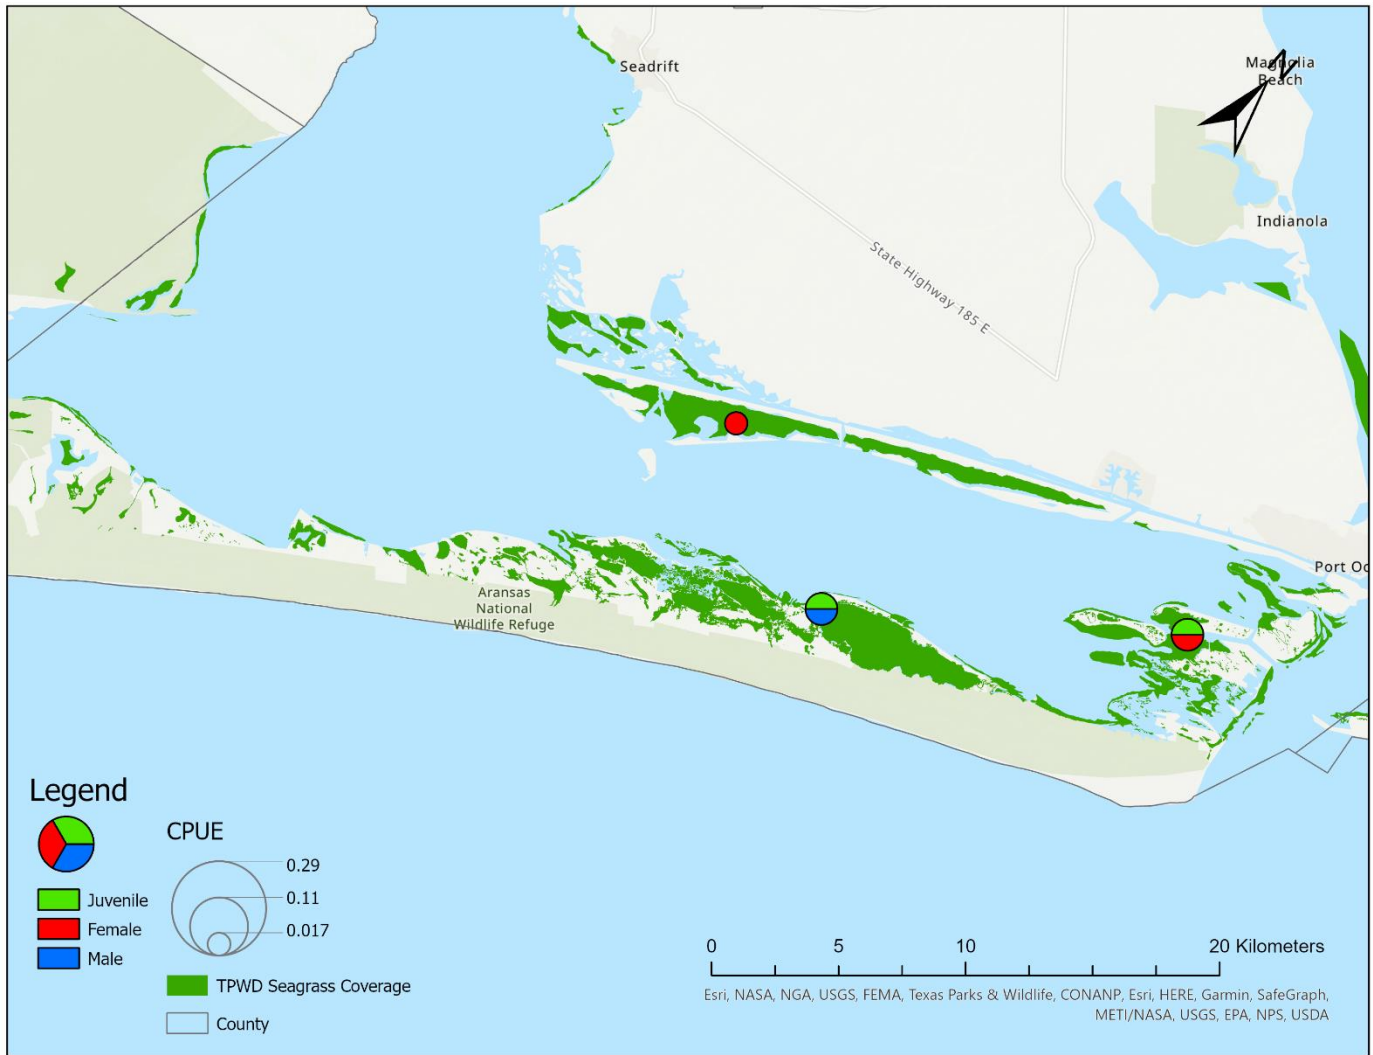 Seadrift
Magnolia
Beach
N
Indianola
State Highway 185 E
Port Oc
Aransas
National
Wildlife Refuge
Legend
CPUE
0.29
0.11
0.017
Juvenile
Female
Male
TPWD Seagrass Coverage
County
0 5 10 20 Kilometers
Esri, NASA, NGA, USGS, FEMA, Texas Parks & Wildlife, CONANP, Esri, HERE, Garmin, SafeGraph,
METI/NASA, USGS, EPA, NPS, USDA